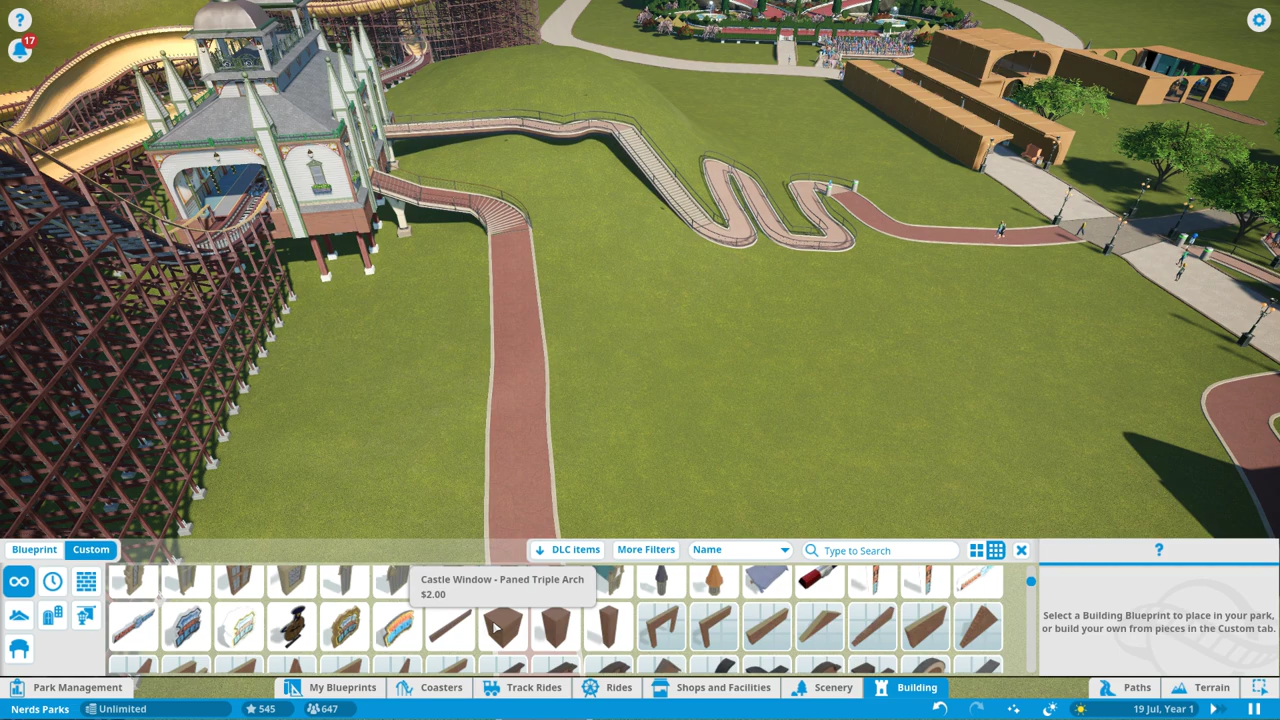 ?
17
Blueprint
Custom
DLC items
More Filters
Name
Type to Search
?
Castle Window - Paned Triple Arch
$2.00
Select a Building Blueprint to place in your park,
or build your own from pieces in the Custom tab.
Park Management
My Blueprints
Coasters
Track Rides
Rides
Shops and Facilities
Scenery
Building
Paths
Terrain
Nerds Parks
Unlimited
545
647
19 Jul, Year 1